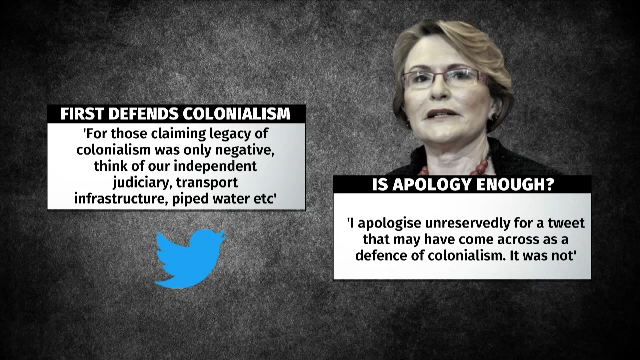 FIRST DEFENDS COLONIALISM
'For those claiming legacy of
colonialism was only negative,
think of our independent
judiciary, transport
infrastructure, piped water etc'
IS APOLOGY ENOUGH?
'I apologise unreservedly for a tweet
that may have come across as a
defence of colonialism. It was not'